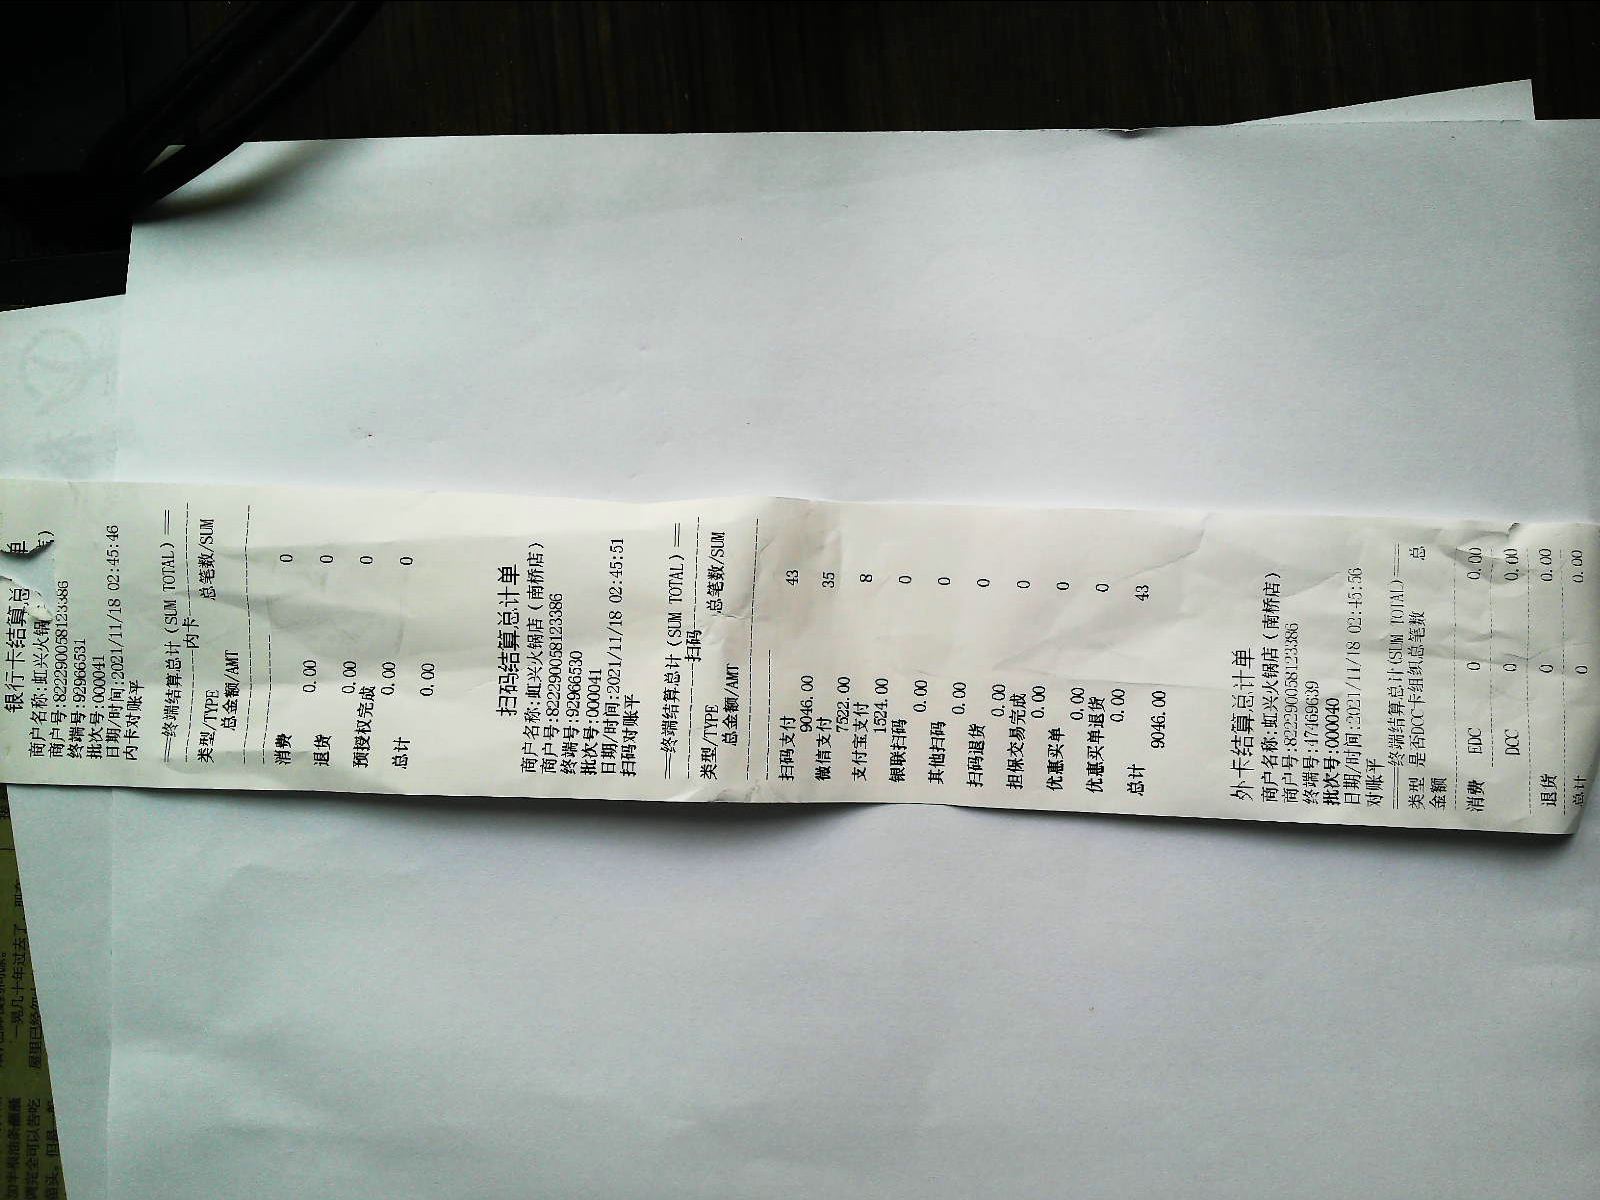 银行卡结算总计单
商户名称:虹兴火锅
商户号:822290058123386
终端号:92966531
批次号:000041
日期/时间:2021/11/18 02:45:46
内卡对账平
终端结算总计(SUM TOTAL)
内卡
类型/TYPE 总笔数/SUM
总金额/AMT
消费 0
0.00
退货 0
0.00
预授权完成 0
0.00
总计 0
0.00
扫码结算总计单
商户名称:虹兴火锅店(南桥店)
商户号:822290058123386
终端号:92966530
批次号:000041
日期/时间:2021/11/18 02:45:51
扫码对账平
终端结算总计(SUM TOTAL)
扫码
类型/TYPE 总笔数/SUM
总金额/AMT
扫码支付 43
9046.00
微信支付 35
7522.00
支付宝支付 8
1524.00
银联扫码 0
0.00
其他扫码 0
0.00
扫码退货 0
0.00
担保交易完成 0
0.00
优惠买单 0
0.00
优惠买单退货 0
0.00
总计 43
9046.00
外卡结算总计单
商户名称:虹兴火锅店(南桥店)
商户号:822290058123386
终端号:47469639
批次号:000040
日期/时间:2021/11/18 02:45:56
对账平
终端结算总计(SUM TOTAL)
类型 是否DCC卡组织总笔数 总
金额
消费 EDC 0 0.00
DCC 0 0.00
退货 0 0.00
总计 0 0.00